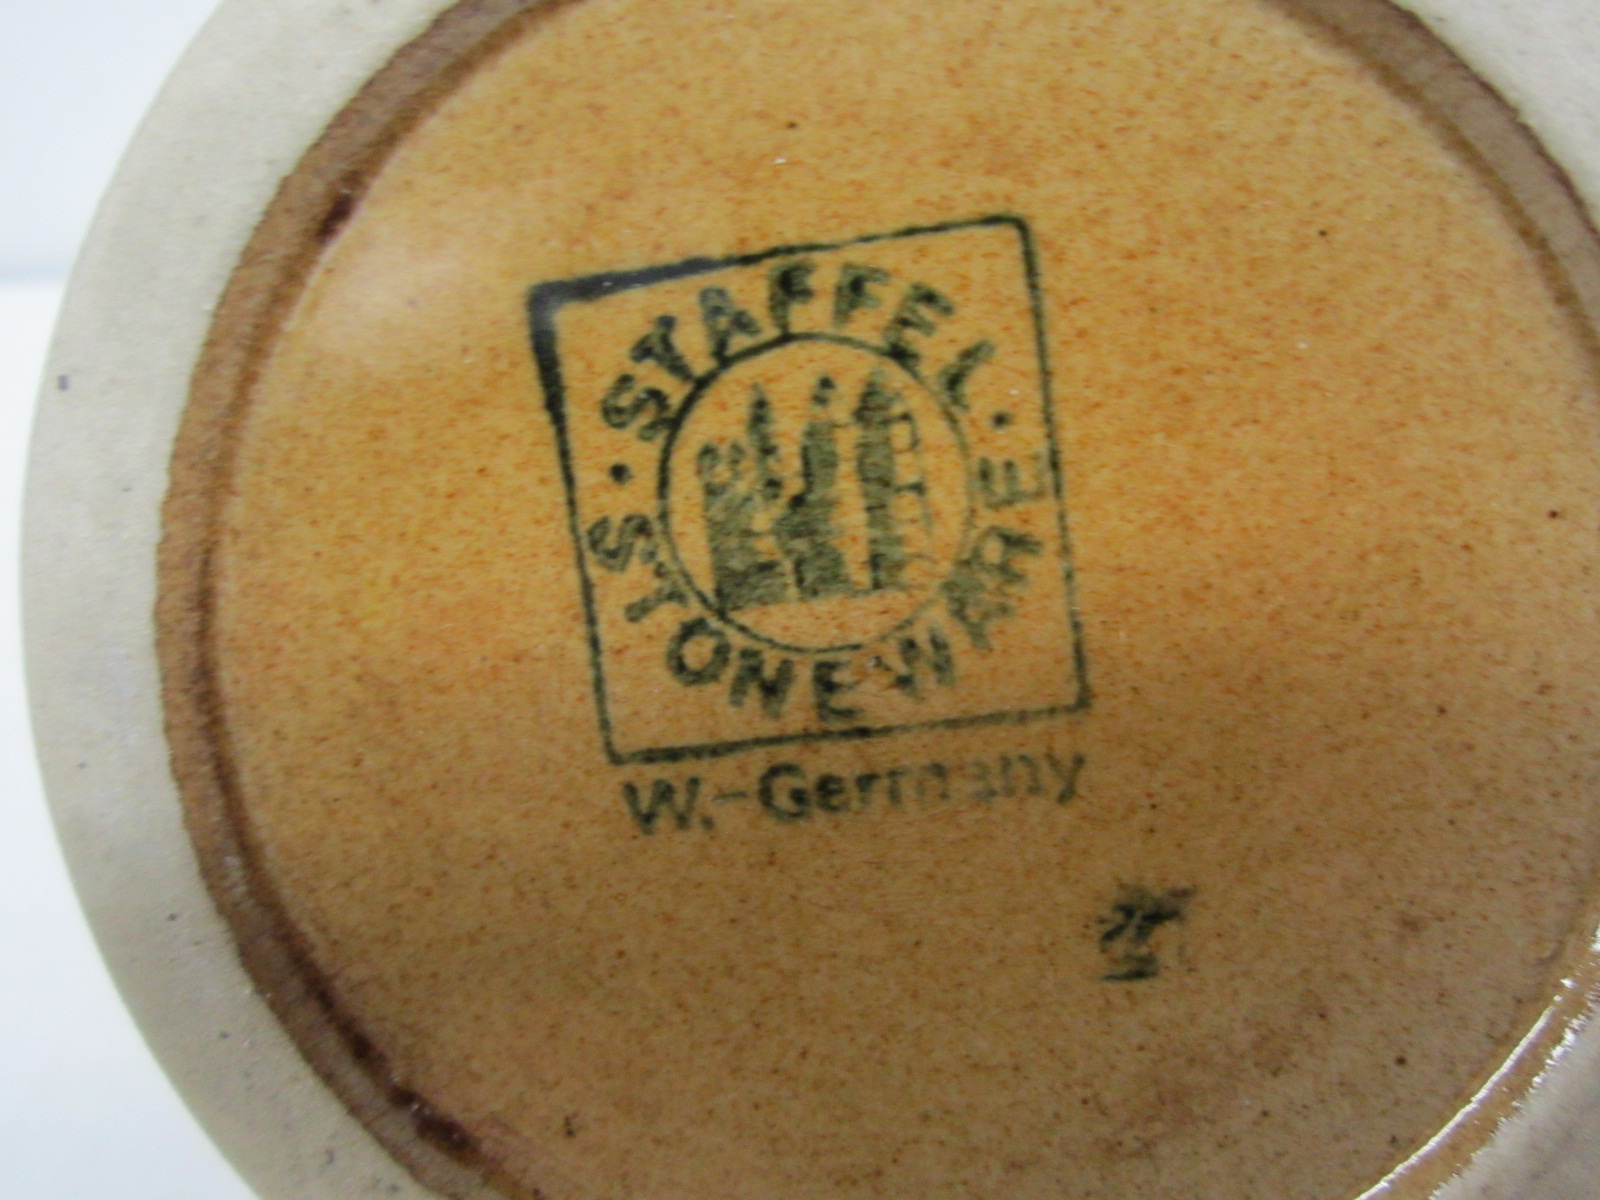 · STAFFEL ·
STONEWARE
W.-Germany